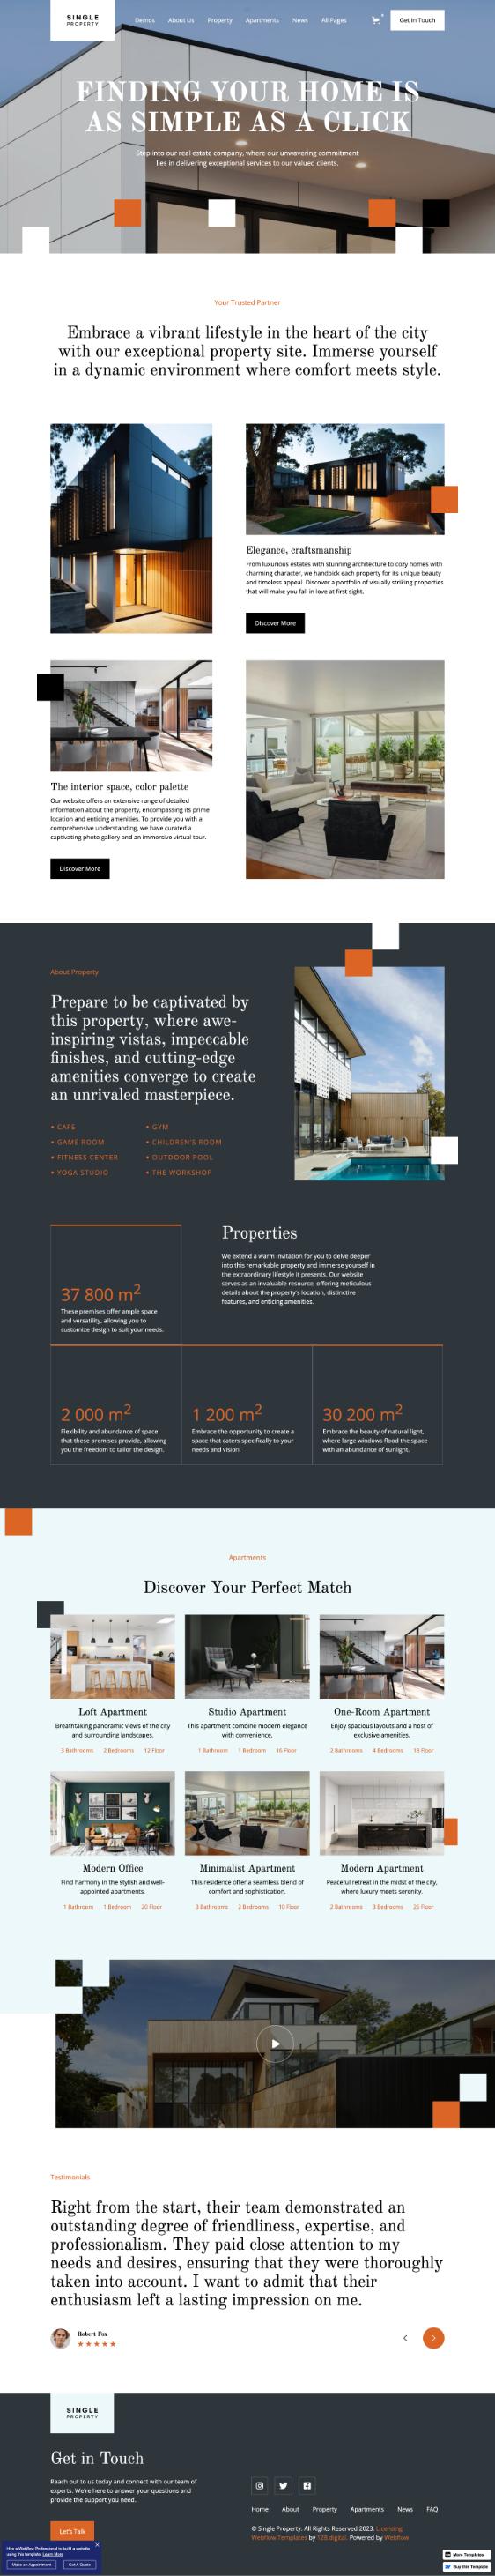 SINGLE
PROPERTY
Demos About Us Property Apartments News All Pages
Get in Touch
FINDING YOUR HOME IS
AS SIMPLE AS A CLICK
Step into our real estate company, where our unwavering commitment
lies in delivering exceptional services to our valued clients.
Your Trusted Partner
Embrace a vibrant lifestyle in the heart of the city
with our exceptional property site. Immerse yourself
in a dynamic environment where comfort meets style.
Elegance, craftsmanship
From luxurious estates with stunning architecture to cozy homes with
charming character, we handpick each property for its unique beauty
and timeless appeal. Discover a portfolio of visually striking properties
that will make you fall in love at first sight.
Discover More
The interior space, color palette
Our website offers an extensive range of detailed
information about the property, encompassing its prime
location and enticing amenities. To provide you with a
comprehensive understanding, we have curated a
captivating photo gallery and an immersive virtual tour.
Discover More
About Property
Prepare to be captivated by
this property, where awe-
inspiring vistas, impeccable
finishes, and cutting-edge
amenities converge to create
an unrivaled masterpiece.
• CAFE • GYM
• GAME ROOM • CHILDREN'S ROOM
• FITNESS CENTER • OUTDOOR POOL
• YOGA STUDIO • THE WORKSHOP
Properties
We extend a warm invitation for you to delve deeper
into this remarkable property and immerse yourself in
the extraordinary lifestyle it presents. Our website
serves as an invaluable resource, offering meticulous
details about the property's location, distinctive
features, and enticing amenities.
37 800 m2
These premises offer ample space
and versatility, allowing you to
customize design to suit your needs.
2 000 m2
Flexibility and abundance of space
that these premises provide, allowing
you the freedom to tailor the design.
1 200 m2
Embrace the opportunity to create a
space that caters specifically to your
needs and vision.
30 200 m2
Embrace the beauty of natural light,
where large windows flood the space
with an abundance of sunlight.
Apartments
Discover Your Perfect Match
Loft Apartment
Breathtaking panoramic views of the city
and surrounding landscapes.
3 Bathrooms 2 Bedrooms 12 Floor
Studio Apartment
This apartment combine modern elegance
with convenience.
1 Bathroom 1 Bedroom 16 Floor
One-Room Apartment
Enjoy spacious layouts and a host of
exclusive amenities.
2 Bathrooms 4 Bedrooms 18 Floor
Modern Office
Find harmony in the stylish and well-
appointed apartments.
1 Bathroom 1 Bedroom 20 Floor
Minimalist Apartment
This residence offer a seamless blend of
comfort and sophistication.
3 Bathrooms 2 Bedrooms 10 Floor
Modern Apartment
Peaceful retreat in the midst of the city,
where luxury meets serenity.
2 Bathrooms 3 Bedrooms 25 Floor
Testimonials
Right from the start, their team demonstrated an
outstanding degree of friendliness, expertise, and
professionalism. They paid close attention to my
needs and desires, ensuring that they were thoroughly
taken into account. I want to admit that their
enthusiasm left a lasting impression on me.
Robert Fox
SINGLE
PROPERTY
Get in Touch
Reach out to us today and connect with our team of
experts. We're here to answer your questions and
provide the support you need.
Let's Talk
Home About Property Apartments News FAQ
© Single Property. All Rights Reserved 2023. Licensing
Webflow Templates by 128.digital. Powered by Webflow
Hire a Webflow Professional to build a website
using this template. Learn More
Make an Appointment Get A Quote
More Templates
Buy this Template